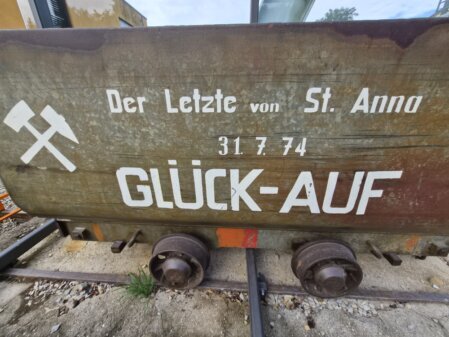 Der Letzte von St. Anna
31 7. 74
GLÜCK-AUF